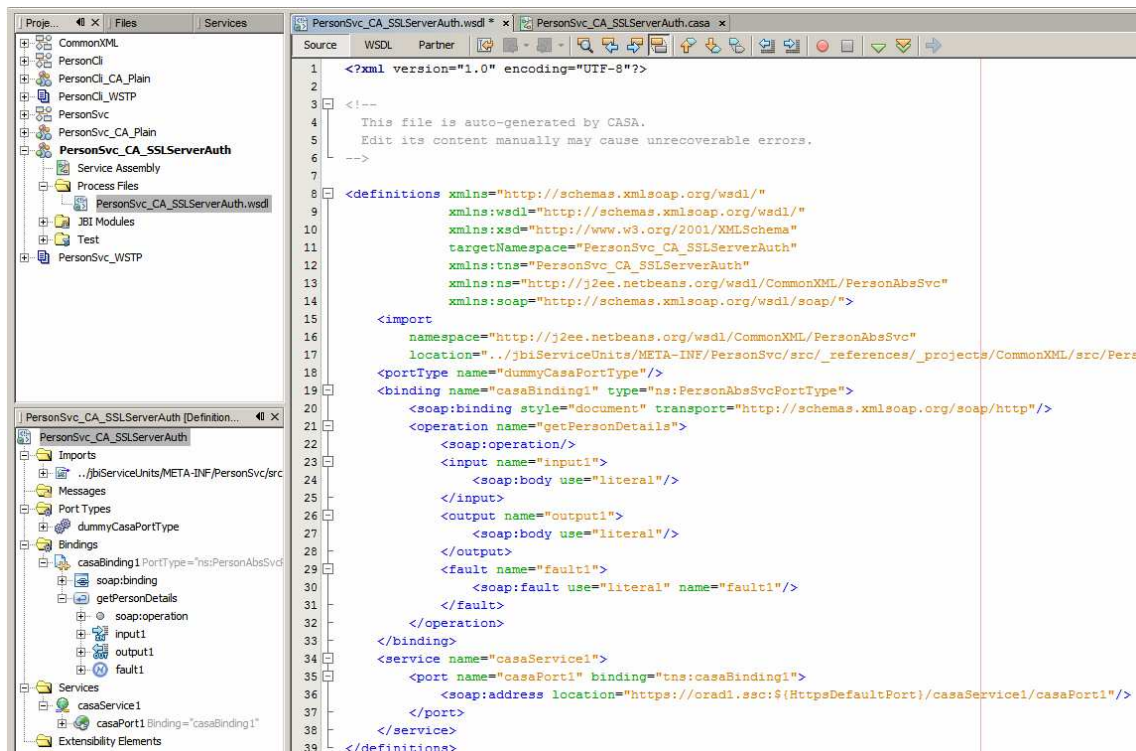 Proje...
Files
Services
CommonXML
PersonCli
PersonCli_CA_Plain
PersonCli_WSTP
PersonSvc
PersonSvc_CA_Plain
PersonSvc_CA_SSLServerAuth
Service Assembly
Process Files
PersonSvc_CA_SSLServerAuth.wsdl
JBI Modules
Test
PersonSvc_WSTP
PersonSvc_CA_SSLServerAuth [Definition...
PersonSvc_CA_SSLServerAuth
Imports
../jbiServiceUnits/META-INF/PersonSvc/src
Messages
Port Types
dummyCasaPortType
Bindings
casaBinding1 PortType="ns:PersonAbsSvcP
soap:binding
getPersonDetails
soap:operation
input1
output1
fault1
Services
casaService1
casaPort1 Binding="casaBinding1"
Extensibility Elements
PersonSvc_CA_SSLServerAuth.wsdl * x PersonSvc_CA_SSLServerAuth.casa x
Source WSDL Partner
1 <?xml version="1.0" encoding="UTF-8"?>
2
3 <!--
4 This file is auto-generated by CASA.
5 Edit its content manually may cause unrecoverable errors.
6 -->
7
8 <definitions xmlns="http://schemas.xmlsoap.org/wsdl/"
9 xmlns:wsdl="http://schemas.xmlsoap.org/wsdl/"
10 xmlns:xsd="http://www.w3.org/2001/XMLSchema"
11 targetNamespace="PersonSvc_CA_SSLServerAuth"
12 xmlns:tns="PersonSvc_CA_SSLServerAuth"
13 xmlns:ns="http://j2ee.netbeans.org/wsdl/CommonXML/PersonAbsSvc"
14 xmlns:soap="http://schemas.xmlsoap.org/wsdl/soap/">
15 <import
16 namespace="http://j2ee.netbeans.org/wsdl/CommonXML/PersonAbsSvc"
17 location="../jbiServiceUnits/META-INF/PersonSvc/src/_references/_projects/CommonXML/src/Pers
18 <portType name="dummyCasaPortType"/>
19 <binding name="casaBinding1" type="ns:PersonAbsSvcPortType">
20 <soap:binding style="document" transport="http://schemas.xmlsoap.org/soap/http"/>
21 <operation name="getPersonDetails">
22 <soap:operation/>
23 <input name="input1">
24 <soap:body use="literal"/>
25 </input>
26 <output name="output1">
27 <soap:body use="literal"/>
28 </output>
29 <fault name="fault1">
30 <soap:fault use="literal" name="fault1"/>
31 </fault>
32 </operation>
33 </binding>
34 <service name="casaService1">
35 <port name="casaPort1" binding="tns:casaBinding1">
36 <soap:address location="https://orad1.ssc:${HttpsDefaultPort}/casaService1/casaPort1"/>
37 </port>
38 </service>
39 </definitions>